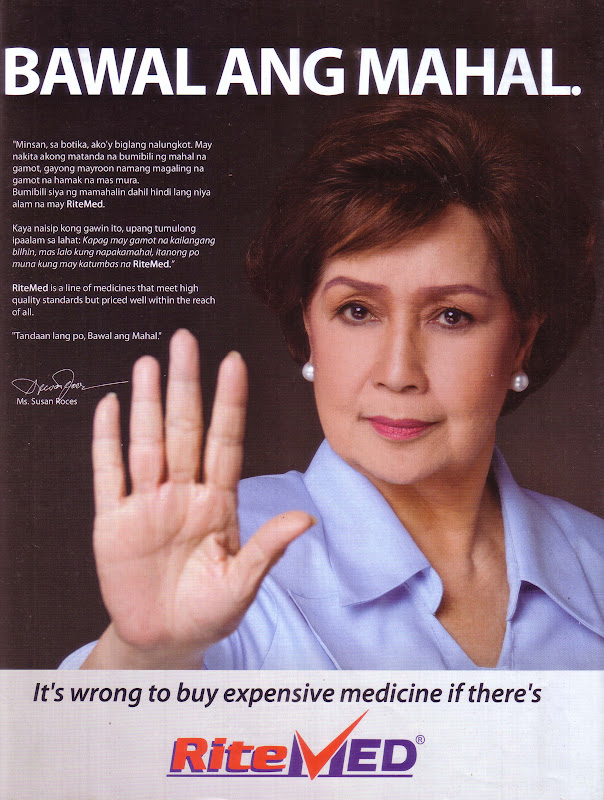 BAWAL ANG MAHAL.
"Minsan, sa botika, ako'y biglang nalungkot. May
nakita akong matanda na bumibili ng mahal na
gamot, gayong mayroon namang magaling na
gamot na hamak na mas mura.
Bumibili siya ng mamahalin dahil hindi lang niya
alam na may RiteMed.
Kaya naisip kong gawin ito, upang tumulong
ipaalam sa lahat: Kapag may gamot na kailangang
bilhin, mas lalo kung napakamahal, itanong po
muna kung may katumbas na RiteMed."
RiteMed is a line of medicines that meet high
quality standards but priced well within the reach
of all.
"Tandaan lang po, Bawal ang Mahal."
Ms. Susan Roces
It's wrong to buy expensive medicine if there's
RiteMED®